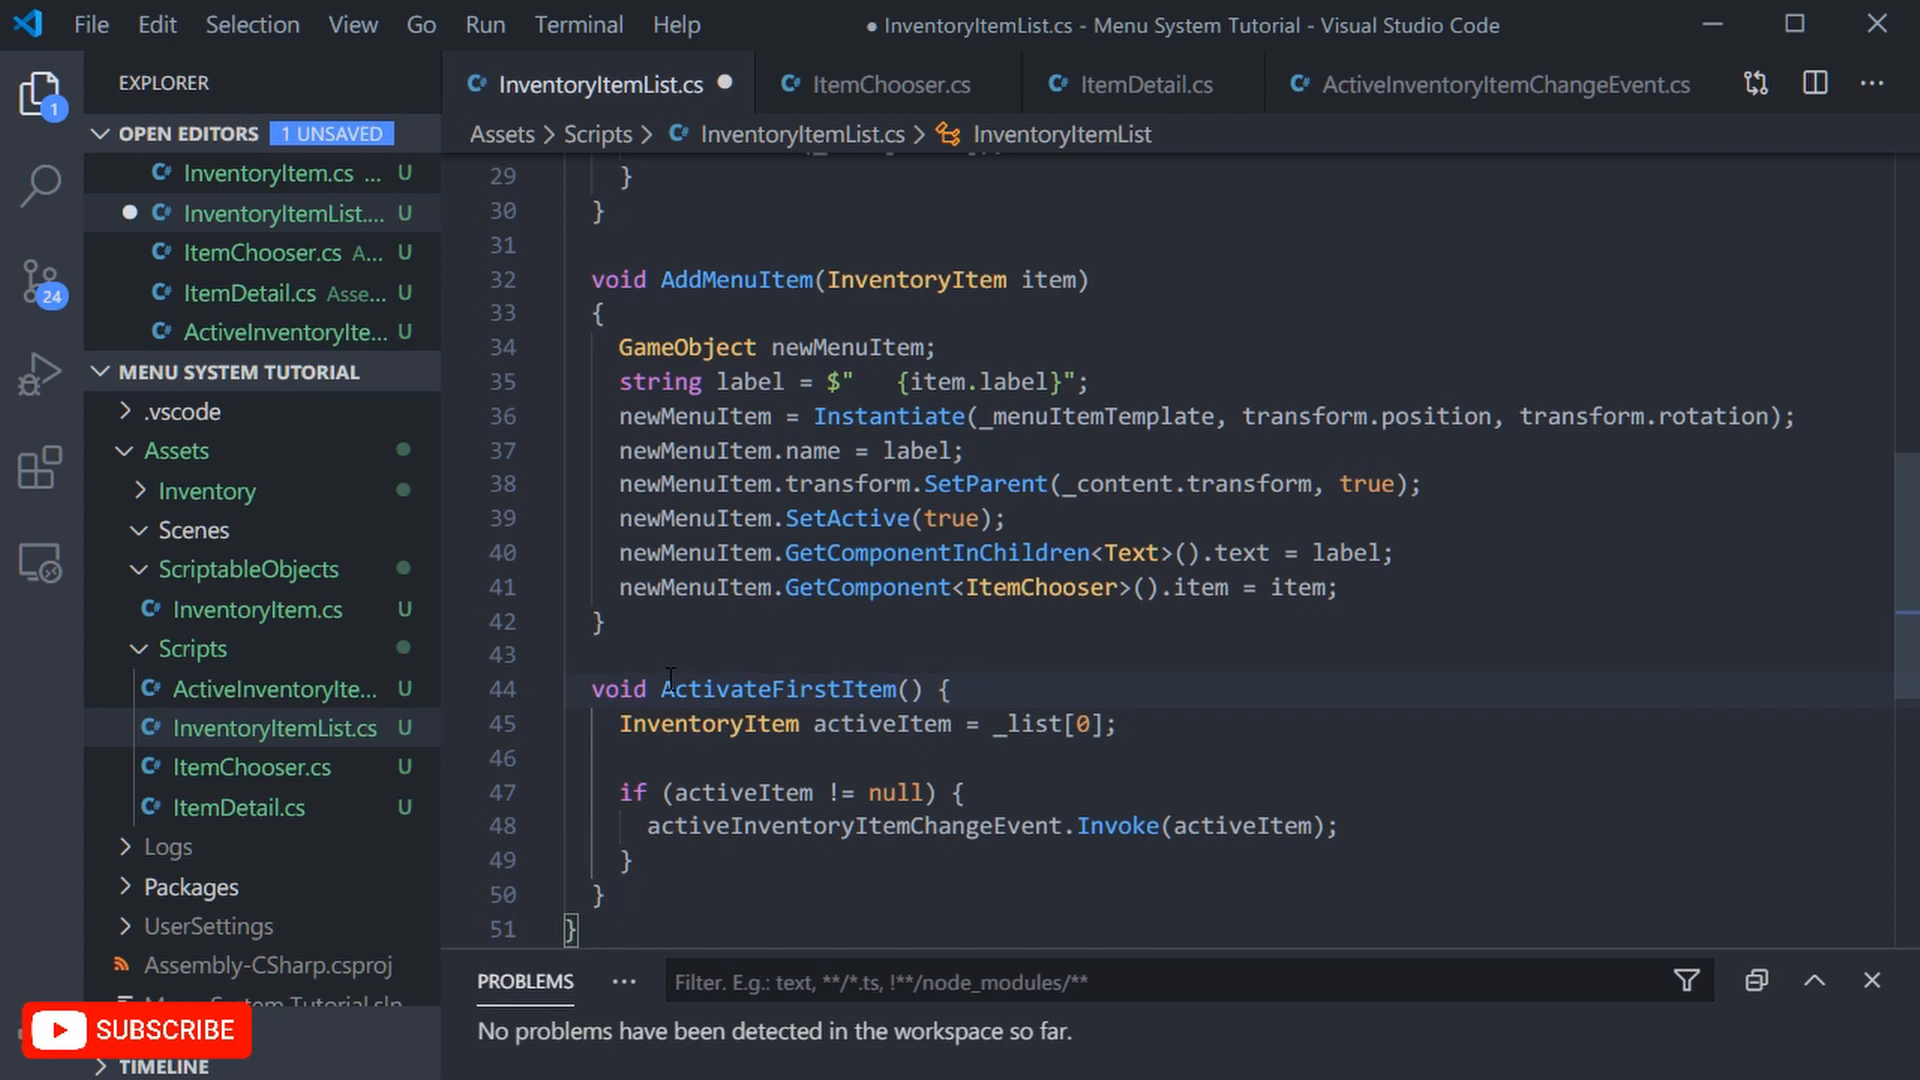 File Edit Selection View Go Run Terminal Help ● InventoryItemList.cs - Menu System Tutorial - Visual Studio Code
EXPLORER
OPEN EDITORS 1 UNSAVED
InventoryItem.cs ... U
InventoryItemList.... U
ItemChooser.cs A... U
ItemDetail.cs Asse... U
ActiveInventoryIte... U
MENU SYSTEM TUTORIAL
.vscode
Assets
Inventory
Scenes
ScriptableObjects
InventoryItem.cs U
Scripts
ActiveInventoryIte... U
InventoryItemList.cs U
ItemChooser.cs U
ItemDetail.cs U
Logs
Packages
UserSettings
Assembly-CSharp.csproj
Menu System Tutorial.sln
TIMELINE
1
24
SUBSCRIBE
InventoryItemList.cs ItemChooser.cs ItemDetail.cs ActiveInventoryItemChangeEvent.cs
Assets > Scripts > InventoryItemList.cs > InventoryItemList
29 }
30 }
31
32 void AddMenuItem(InventoryItem item)
33 {
34 GameObject newMenuItem;
35 string label = $"   {item.label}";
36 newMenuItem = Instantiate(_menuItemTemplate, transform.position, transform.rotation);
37 newMenuItem.name = label;
38 newMenuItem.transform.SetParent(_content.transform, true);
39 newMenuItem.SetActive(true);
40 newMenuItem.GetComponentInChildren<Text>().text = label;
41 newMenuItem.GetComponent<ItemChooser>().item = item;
42 }
43
44 void ActivateFirstItem() {
45 InventoryItem activeItem = _list[0];
46
47 if (activeItem != null) {
48 activeInventoryItemChangeEvent.Invoke(activeItem);
49 }
50 }
51 }
PROBLEMS ... Filter. E.g.: text, **/*.ts, !**/node_modules/**
No problems have been detected in the workspace so far.